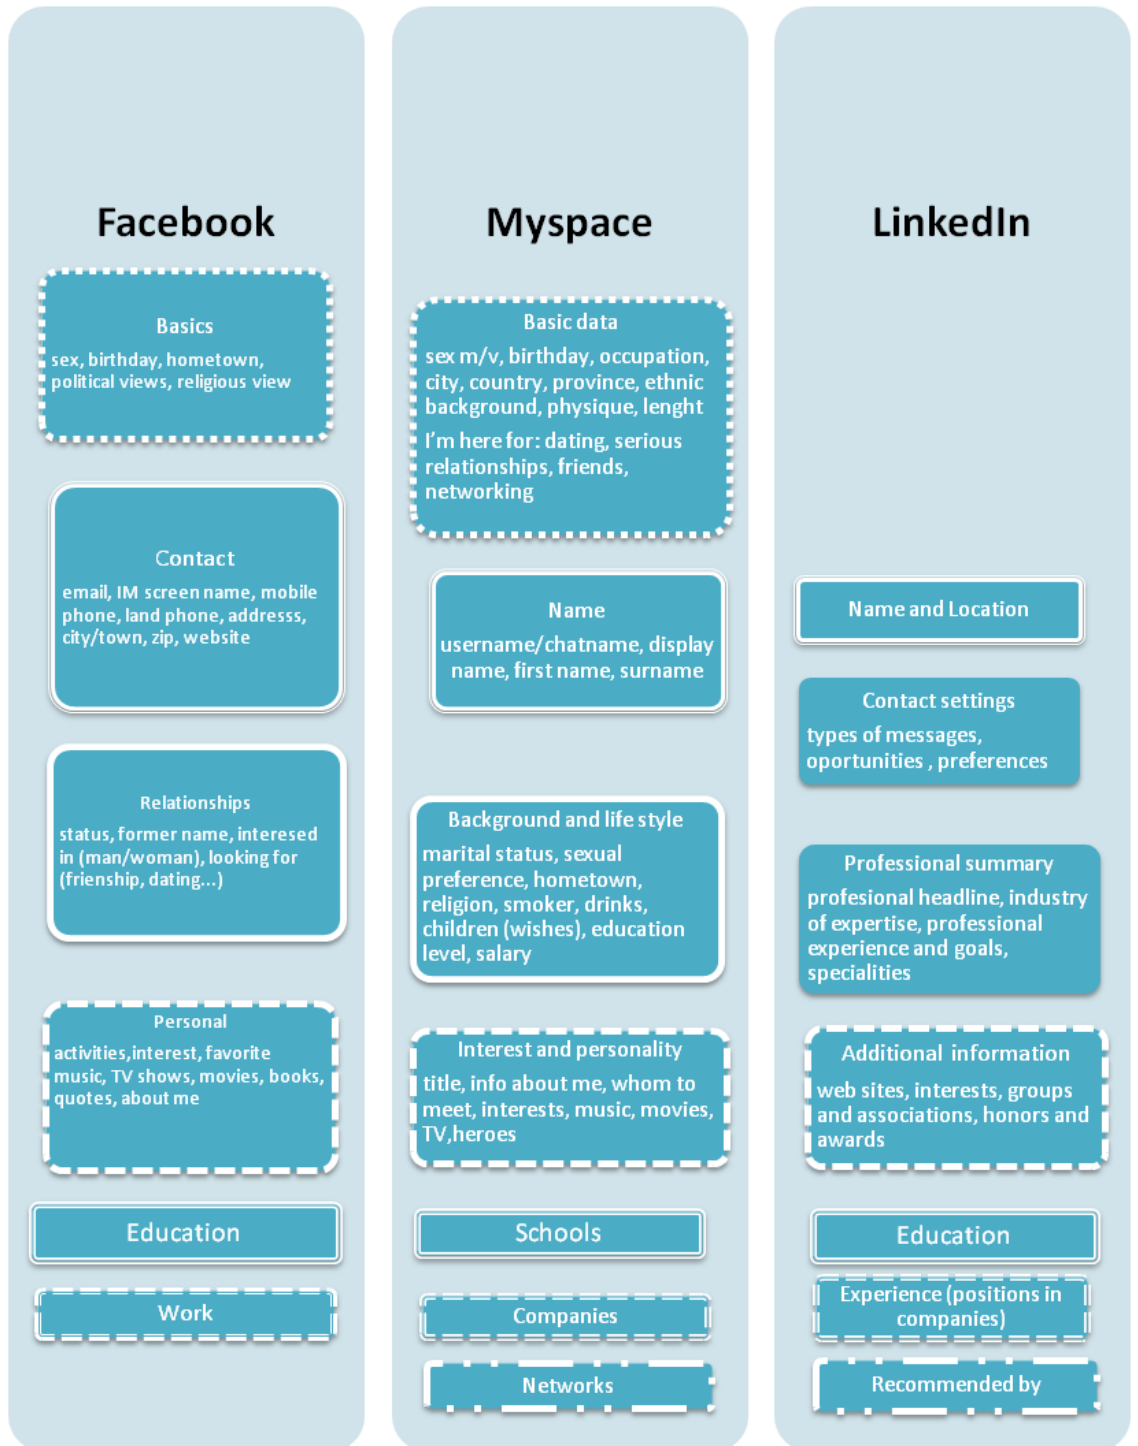 Facebook
Basics
sex, birthday, hometown,
political views, religious view
Contact
email, IM screen name, mobile
phone, land phone, addresss,
city/town, zip, website
Relationships
status, former name, interesed
in (man/woman), looking for
(frienship, dating...)
Personal
activities,interest, favorite
music, TV shows, movies, books,
quotes, about me
Education
Work
Myspace
Basic data
sex m/v, birthday, occupation,
city, country, province, ethnic
background, physique, lenght
I'm here for: dating, serious
relationships, friends,
networking
Name
username/chatname, display
name, first name, surname
Background and life style
marital status, sexual
preference, hometown,
religion, smoker, drinks,
children (wishes), education
level, salary
Interest and personality
title, info about me, whom to
meet, interests, music, movies,
TV,heroes
Schools
Companies
Networks
LinkedIn
Name and Location
Contact settings
types of messages,
oportunities , preferences
Professional summary
profesional headline, industry
of expertise, professional
experience and goals,
specialities
Additional information
web sites, interests, groups
and associations, honors and
awards
Education
Experience (positions in
companies)
Recommended by